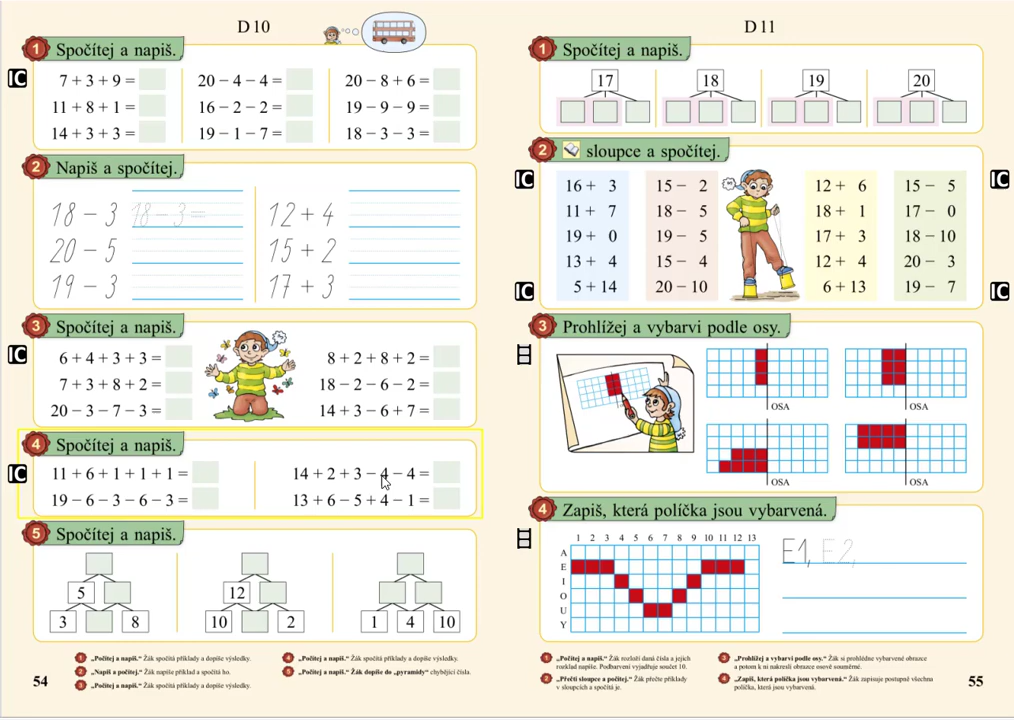 D 10
1 Spočítej a napiš.
7 + 3 + 9 =
11 + 8 + 1 =
14 + 3 + 3 =
20 − 4 − 4 =
16 − 2 − 2 =
19 − 1 − 7 =
20 − 8 + 6 =
19 − 9 − 9 =
18 − 3 − 3 =
2 Napiš a spočítej.
18 − 3 18 − 3 =
20 − 5
19 − 3
12 + 4
15 + 2
17 + 3
3 Spočítej a napiš.
6 + 4 + 3 + 3 =
7 + 3 + 8 + 2 =
20 − 3 − 7 − 3 =
8 + 2 + 8 + 2 =
18 − 2 − 6 − 2 =
14 + 3 − 6 + 7 =
4 Spočítej a napiš.
11 + 6 + 1 + 1 + 1 =
19 − 6 − 3 − 6 − 3 =
14 + 2 + 3 − 4 − 4 =
13 + 6 − 5 + 4 − 1 =
5 Spočítej a napiš.
5
3 8
12
10 2
1 4 10
1 „Počítej a napiš.“ Žák spočítá příklady a dopíše výsledky.
2 „Napiš a počítej.“ Žák napíše příklad a spočítá ho.
3 „Počítej a napiš.“ Žák spočítá příklady a dopíše výsledky.
4 „Počítej a napiš.“ Žák spočítá příklady a dopíše výsledky.
5 „Počítej a napiš.“ Žák dopíše do „pyramidy“ chybějící čísla.
54
D 11
1 Spočítej a napiš.
17 18 19 20
2 sloupce a spočítej.
16 + 3
11 + 7
19 + 0
13 + 4
5 + 14
15 − 2
18 − 5
19 − 5
15 − 4
20 − 10
12 + 6
18 + 1
17 + 3
12 + 4
6 + 13
15 − 5
17 − 0
18 − 10
20 − 3
19 − 7
3 Prohlížej a vybarvi podle osy.
OSA OSA
OSA OSA
4 Zapiš, která políčka jsou vybarvená.
1 2 3 4 5 6 7 8 9 10 11 12 13
A
E
I
O
U
Y
E1, E2,
1 „Počítej a napiš.“ Žák rozloží daná čísla a jejich
rozklad napíše. Podbarvení vyjadřuje součet 10.
2 „Přečti sloupce a počítej.“ Žák přečte příklady
v sloupcích a spočítá je.
3 „Prohlížej a vybarvi podle osy.“ Žák si prohlédne vybarvené obrazce
a potom k ní nakreslí obrazce osově souměrné.
4 „Zapiš, která políčka jsou vybarvená.“ Žák zapisuje postupně všechna
políčka, která jsou vybarvená.
55